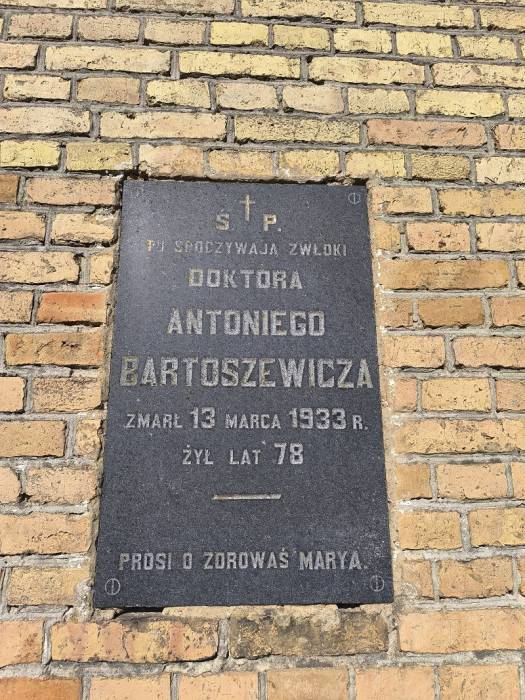 Ś P.
TU SPOCZYWAJĄ ZWŁOKI
DOKTORA
ANTONIEGO
BARTOSZEWICZA
ZMARŁ 13 MARCA 1933 R.
ŻYŁ LAT 78
PROSI O ZDROWAŚ MARYA.